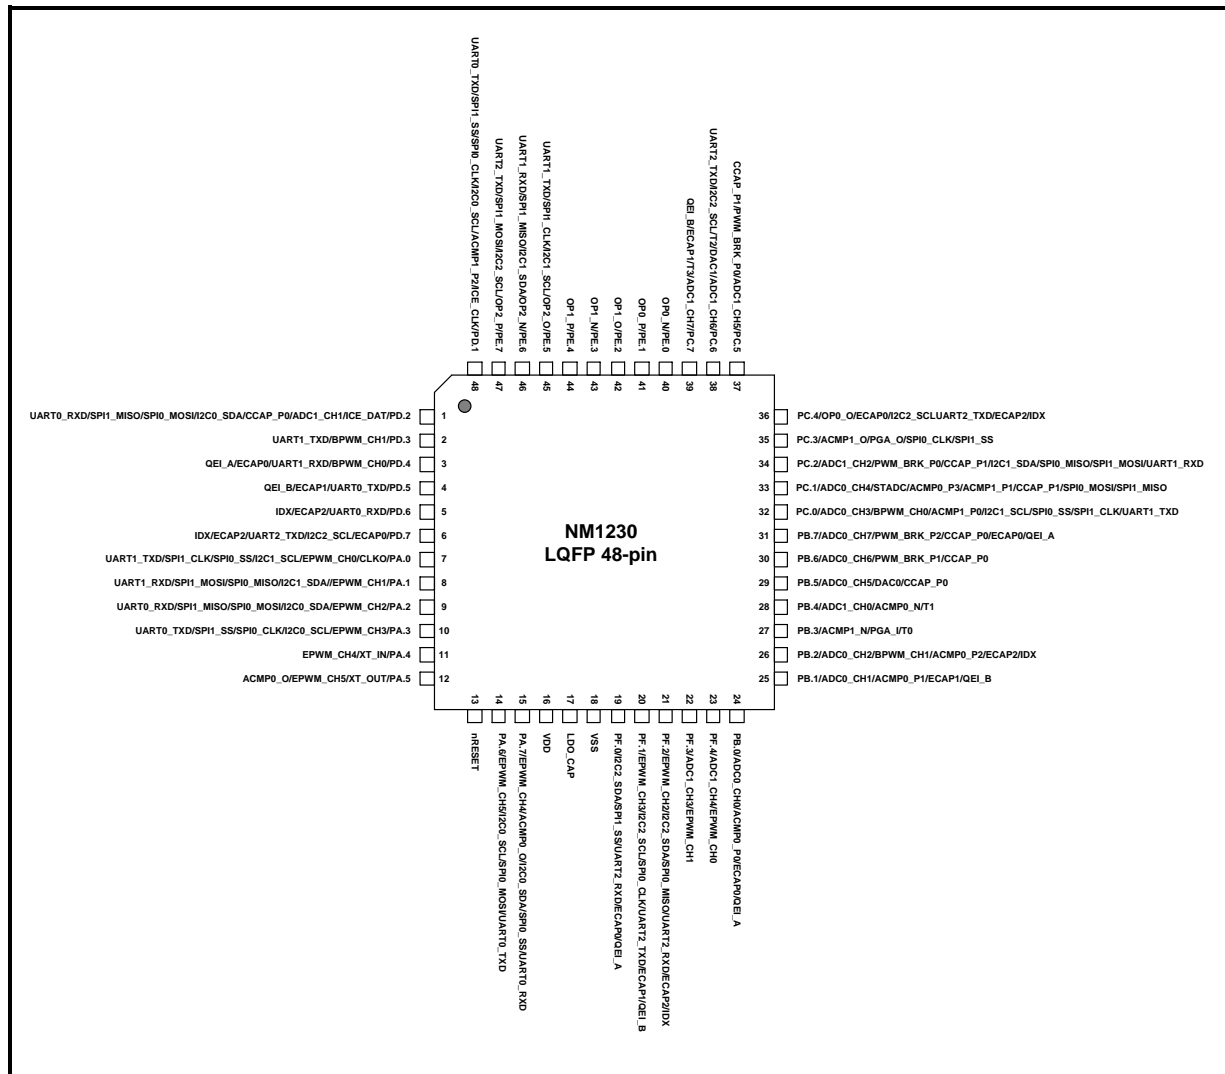 UART0_TXD/SPI1_SS/SPI0_CLK/I2C0_SCL/ACMP1_P2/ICE_CLK/PD.1
UART2_TXD/SPI1_MOSI/I2C2_SCL/OP2_P/PE.7
UART1_RXD/SPI1_MISO/I2C1_SDA/OP2_N/PE.6
UART1_TXD/SPI1_CLK/I2C1_SCL/OP2_O/PE.5
OP1_P/PE.4
OP1_N/PE.3
OP1_O/PE.2
OP0_P/PE.1
OP0_N/PE.0
QEI_B/ECAP1/T3/ADC1_CH7/PC.7
UART2_TXD/I2C2_SCL/T2/DAC1/ADC1_CH6/PC.6
CCAP_P1/PWM_BRK_P0/ADC1_CH5/PC.5
48 47 46 45 44 43 42 41 40 39 38 37
UART0_RXD/SPI1_MISO/SPI0_MOSI/I2C0_SDA/CCAP_P0/ADC1_CH1/ICE_DAT/PD.2 1
UART1_TXD/BPWM_CH1/PD.3 2
QEI_A/ECAP0/UART1_RXD/BPWM_CH0/PD.4 3
QEI_B/ECAP1/UART0_TXD/PD.5 4
IDX/ECAP2/UART0_RXD/PD.6 5
IDX/ECAP2/UART2_TXD/I2C2_SCL/ECAP0/PD.7 6
UART1_TXD/SPI1_CLK/SPI0_SS/I2C1_SCL/EPWM_CH0/CLKO/PA.0 7
UART1_RXD/SPI1_MOSI/SPI0_MISO/I2C1_SDA//EPWM_CH1/PA.1 8
UART0_RXD/SPI1_MISO/SPI0_MOSI/I2C0_SDA/EPWM_CH2/PA.2 9
UART0_TXD/SPI1_SS/SPI0_CLK/I2C0_SCL/EPWM_CH3/PA.3 10
EPWM_CH4/XT_IN/PA.4 11
ACMP0_O/EPWM_CH5/XT_OUT/PA.5 12
NM1230
LQFP 48-pin
36 PC.4/OP0_O/ECAP0/I2C2_SCLUART2_TXD/ECAP2/IDX
35 PC.3/ACMP1_O/PGA_O/SPI0_CLK/SPI1_SS
34 PC.2/ADC1_CH2/PWM_BRK_P0/CCAP_P1/I2C1_SDA/SPI0_MISO/SPI1_MOSI/UART1_RXD
33 PC.1/ADC0_CH4/STADC/ACMP0_P3/ACMP1_P1/CCAP_P1/SPI0_MOSI/SPI1_MISO
32 PC.0/ADC0_CH3/BPWM_CH0/ACMP1_P0/I2C1_SCL/SPI0_SS/SPI1_CLK/UART1_TXD
31 PB.7/ADC0_CH7/PWM_BRK_P2/CCAP_P0/ECAP0/QEI_A
30 PB.6/ADC0_CH6/PWM_BRK_P1/CCAP_P0
29 PB.5/ADC0_CH5/DAC0/CCAP_P0
28 PB.4/ADC1_CH0/ACMP0_N/T1
27 PB.3/ACMP1_N/PGA_I/T0
26 PB.2/ADC0_CH2/BPWM_CH1/ACMP0_P2/ECAP2/IDX
25 PB.1/ADC0_CH1/ACMP0_P1/ECAP1/QEI_B
13 14 15 16 17 18 19 20 21 22 23 24
nRESET
PA.6/EPWM_CH5/I2C0_SCL/SPI0_MOSI/UART0_TXD
PA.7/EPWM_CH4/ACMP0_O/I2C0_SDA/SPI0_SS/UART0_RXD
VDD
LDO_CAP
VSS
PF.0/I2C2_SDA/SPI1_SS/UART2_RXD/ECAP0/QEI_A
PF.1/EPWM_CH3/I2C2_SCL/SPI0_CLK/UART2_TXD/ECAP1/QEI_B
PF.2/EPWM_CH2/I2C2_SDA/SPI0_MISO/UART2_RXD/ECAP2/IDX
PF.3/ADC1_CH3/EPWM_CH1
PF.4/ADC1_CH4/EPWM_CH0
PB.0/ADC0_CH0/ACMP0_P0/ECAP0/QEI_A